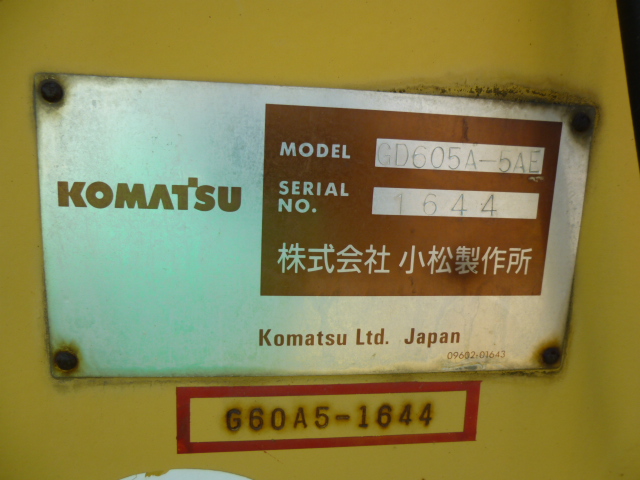 KOMATSU
MODEL GD605A-5AE
SERIAL NO. 1644
株式会社 小松製作所
Komatsu Ltd. Japan
09602-01643
G60A5-1644